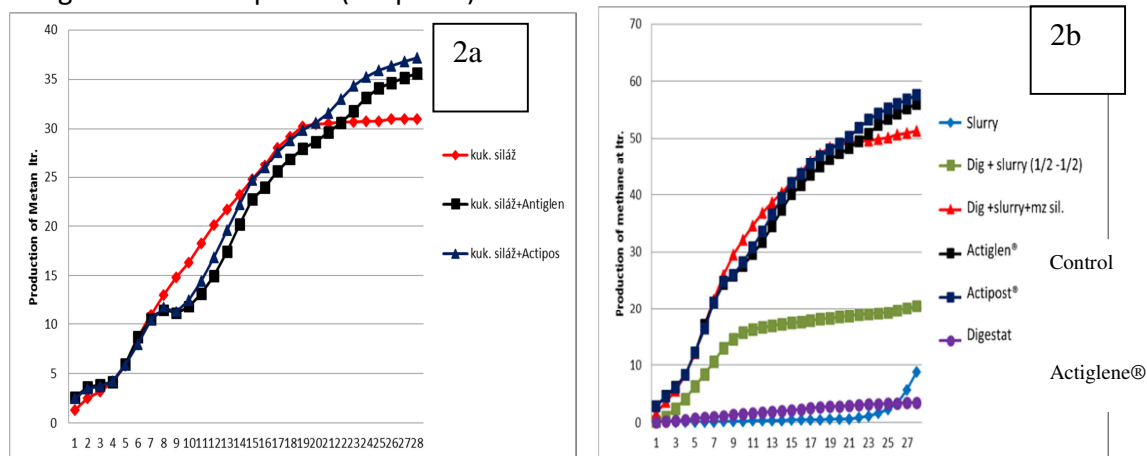 2a
Production of Metan ltr.
40
35
30
25
20
15
10
5
0
1 2 3 4 5 6 7 8 9 10 11 12 13 14 15 16 17 18 19 20 21 22 23 24 25 26 27 28
kuk. siláž
kuk. siláž+Antiglen
kuk. siláž+Actipos
2b
Production of methane at ltr.
70
60
50
40
30
20
10
0
1 3 5 7 9 11 13 15 17 19 21 23 25 27
Slurry
Dig + slurry (1/2 -1/2)
Dig +slurry+mz sil.
Actiglen®
Actipost®
Digestat
Control
Actiglene®